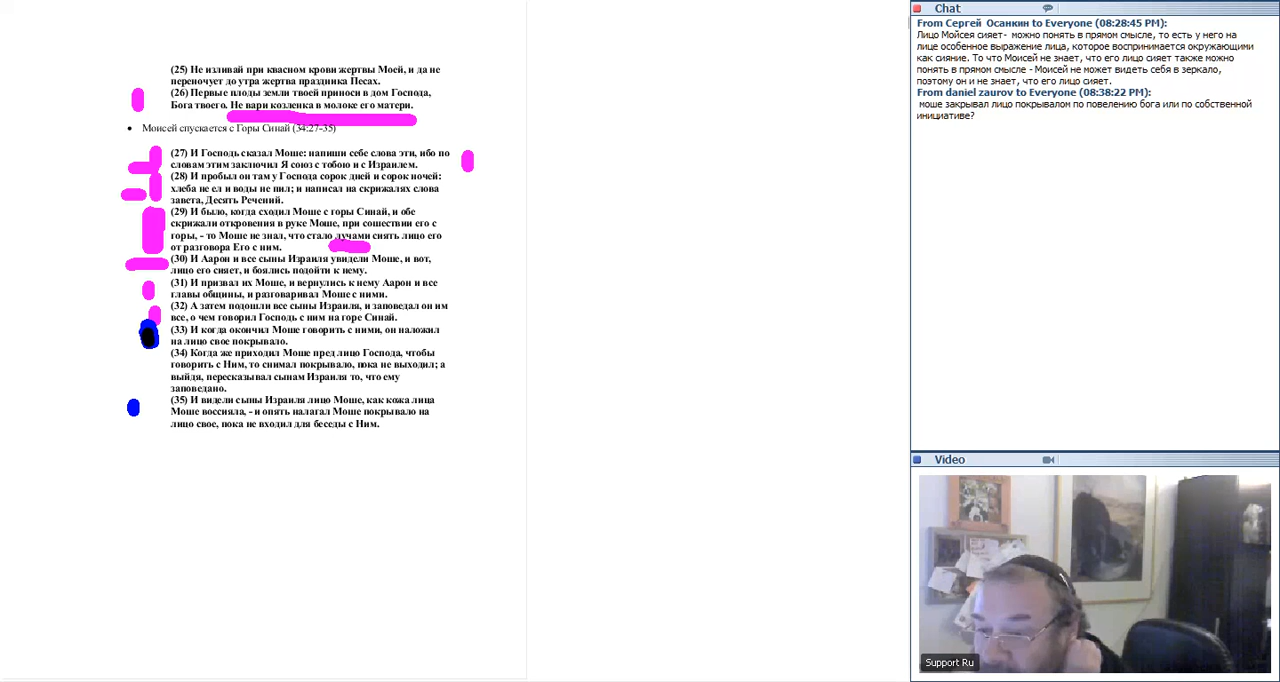 (25) Не изливай при квасном крови жертвы Моей, и да не
переночует до утра жертва праздника Песах.
(26) Первые плоды земли твоей приноси в дом Господа,
Бога твоего. Не вари козленка в молоке его матери.
• Моисей спускается с Горы Синай (34:27-35)
(27) И Господь сказал Моше: напиши себе слова эти, ибо по
словам этим заключил Я союз с тобою и с Израилем.
(28) И пробыл он там у Господа сорок дней и сорок ночей:
хлеба не ел и воды не пил; и написал на скрижалях слова
завета, Десять Речений.
(29) И было, когда сходил Моше с горы Синай, и обе
скрижали откровения в руке Моше, при сошествии его с
горы, - то Моше не знал, что стало лучами сиять лицо его
от разговора Его с ним.
(30) И Аарон и все сыны Израиля увидели Моше, и вот,
лицо его сияет, и боялись подойти к нему.
(31) И призвал их Моше, и вернулись к нему Аарон и все
главы общины, и разговаривал Моше с ними.
(32) А затем подошли все сыны Израиля, и заповедал он им
все, о чем говорил Господь с ним на горе Синай.
(33) И когда окончил Моше говорить с ними, он наложил
на лицо свое покрывало.
(34) Когда же приходил Моше пред лицо Господа, чтобы
говорить с Ним, то снимал покрывало, пока не выходил; а
выйдя, пересказывал сынам Израиля то, что ему
заповедано.
(35) И видели сыны Израиля лицо Моше, как кожа лица
Моше воссияла, - и опять налагал Моше покрывало на
лицо свое, пока не входил для беседы с Ним.
Chat
From Сергей Осанкин to Everyone (08:28:45 PM):
Лицо Мойсея сияет- можно понять в прямом смысле, то есть у него на
лице особенное выражение лица, которое воспринимается окружающими
как сияние. То что Моисей не знает, что его лицо сияет также можно
понять в прямом смысле - Моисей не может видеть себя в зеркало,
поэтому он и не знает, что его лицо сияет.
From daniel zaurov to Everyone (08:38:22 PM):
моше закрывал лицо покрывалом по повелению бога или по собственной
инициативе?
Video
Support Ru